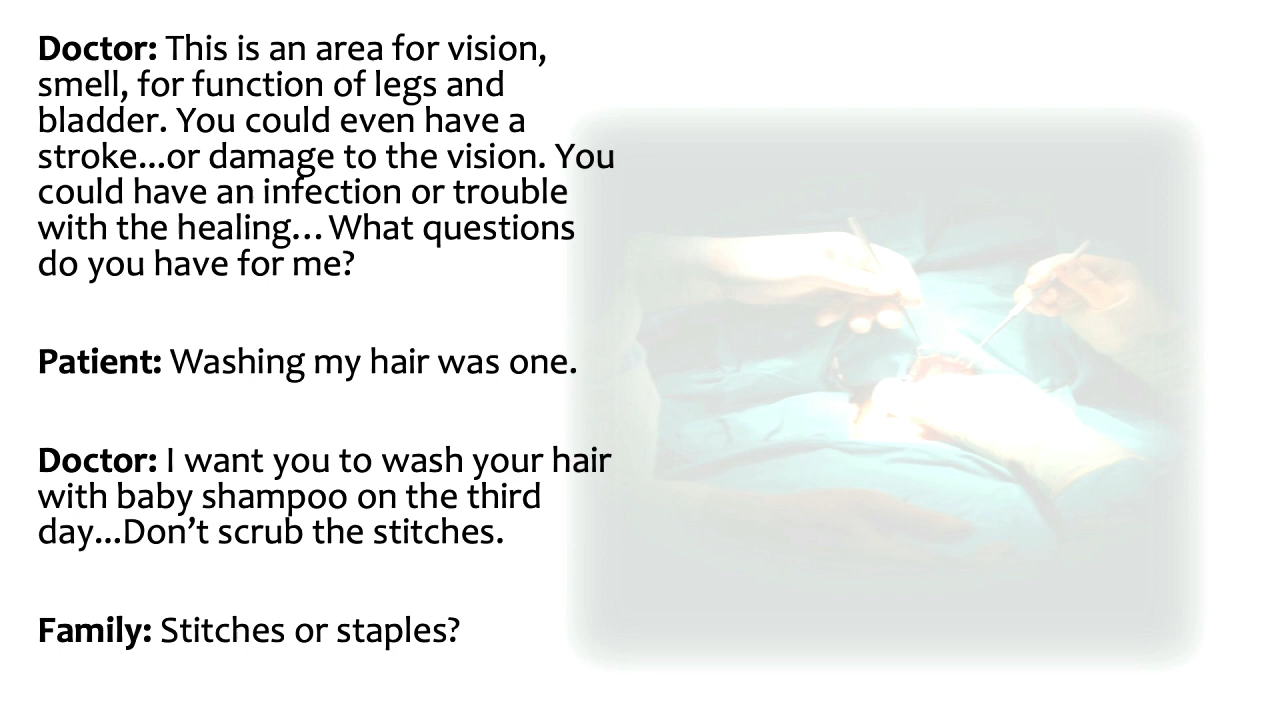 Doctor: This is an area for vision,
smell, for function of legs and
bladder. You could even have a
stroke...or damage to the vision. You
could have an infection or trouble
with the healing... What questions
do you have for me?
Patient: Washing my hair was one.
Doctor: I want you to wash your hair
with baby shampoo on the third
day...Don’t scrub the stitches.
Family: Stitches or staples?